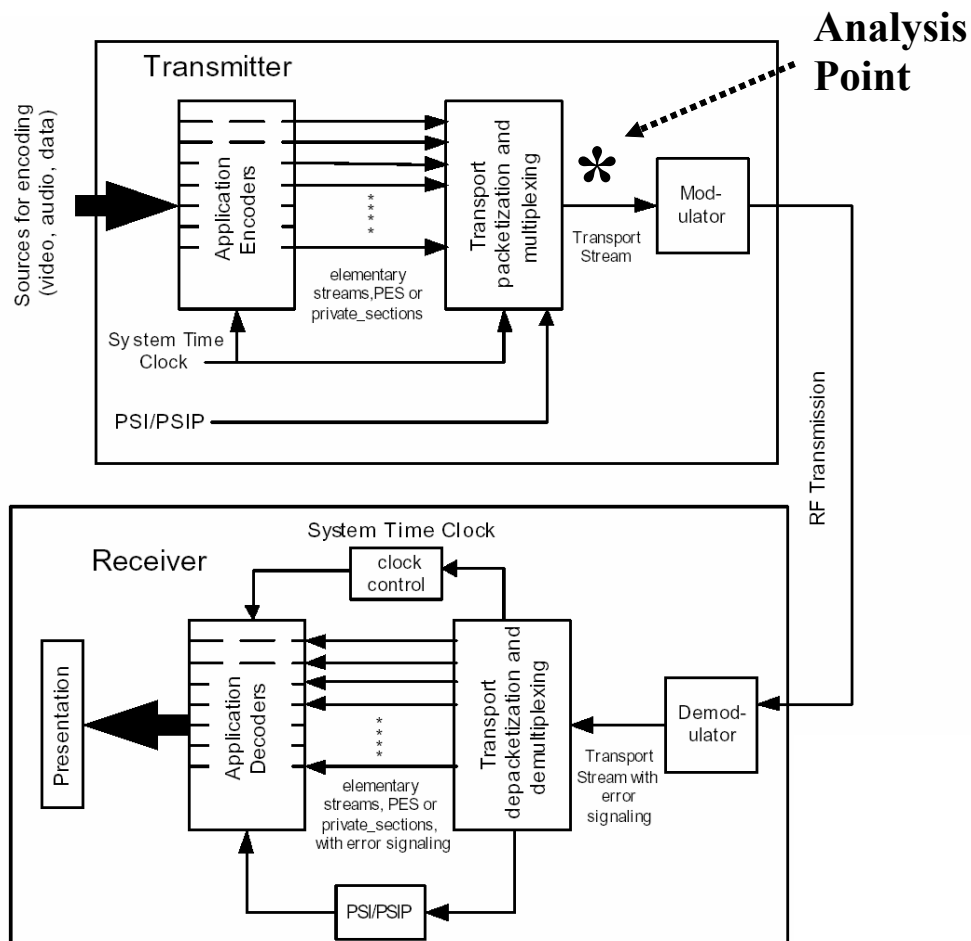 Analysis
Point
Transmitter
Sources for encoding
(video, audio, data)
Application
Encoders
****
elementary
streams,PES or
private_sections
Transport
packetization and
multiplexing
*
Transport
Stream
Mod-
ulator
System Time
Clock
PSI/PSIP
RF Transmission
Receiver
System Time Clock
clock
control
Presentation
Application
Decoders
****
elementary
streams, PES or
private_sections,
with error signaling
Transport
depacketization and
demultiplexing
Transport
Stream with
error
signaling
Demod-
ulator
PSI/PSIP